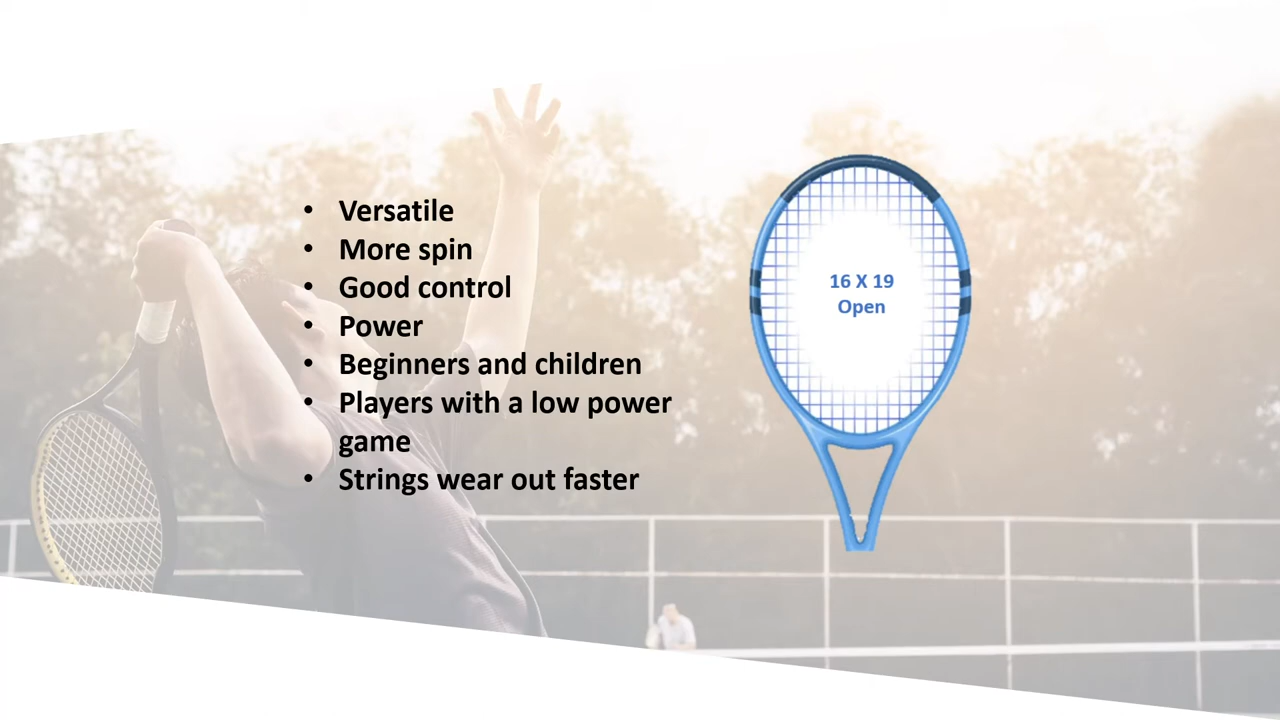 • Versatile
• More spin
• Good control
• Power
• Beginners and children
• Players with a low power
game
• Strings wear out faster
16 X 19
Open